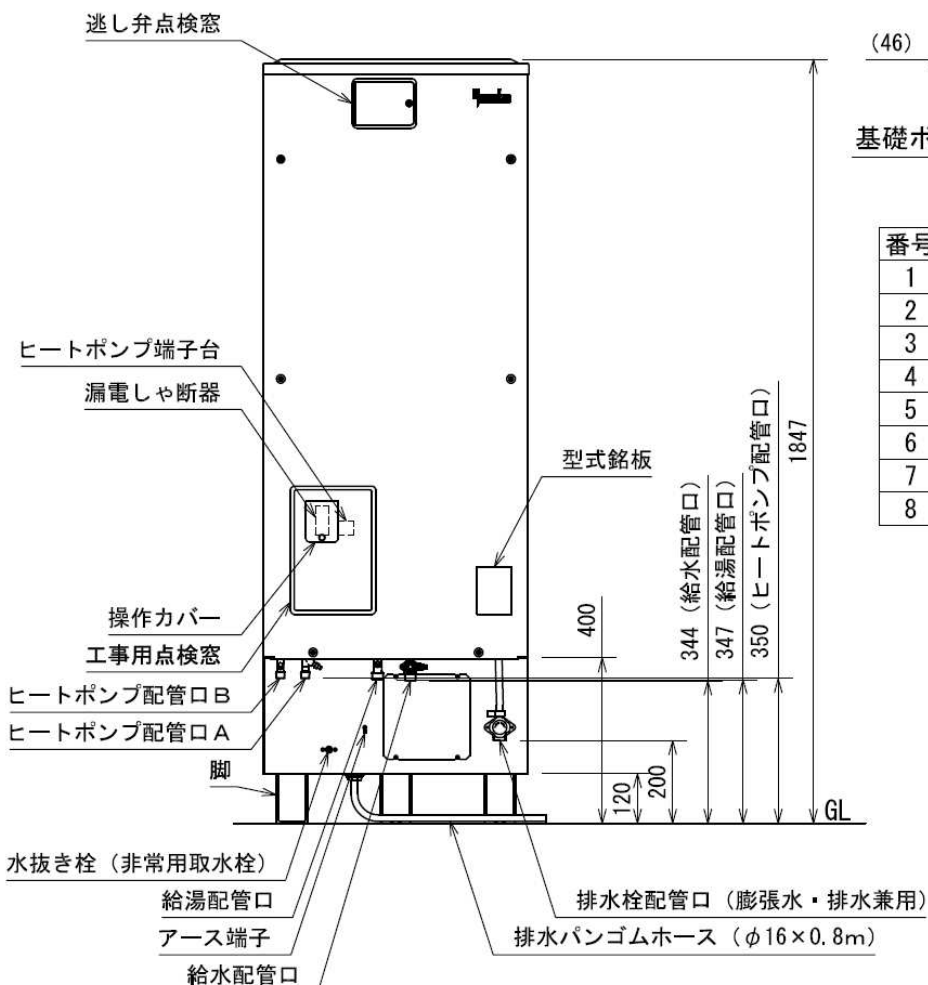 逃し弁点検窓
(46)
基礎ボ
番号
1
2
3
4
5
6
7
8
ヒートポンプ端子台
漏電しゃ断器
型式銘板
操作カバー
工事用点検窓
ヒートポンプ配管口B
ヒートポンプ配管口A
脚
水抜き栓(非常用取水栓)
給湯配管口
アース端子
給水配管口
400
120
200
344(給水配管口)
347(給湯配管口)
350(ヒートポンプ配管口)
1847
GL
排水栓配管口(膨張水・排水兼用)
排水パンゴムホース(φ16×0.8m)